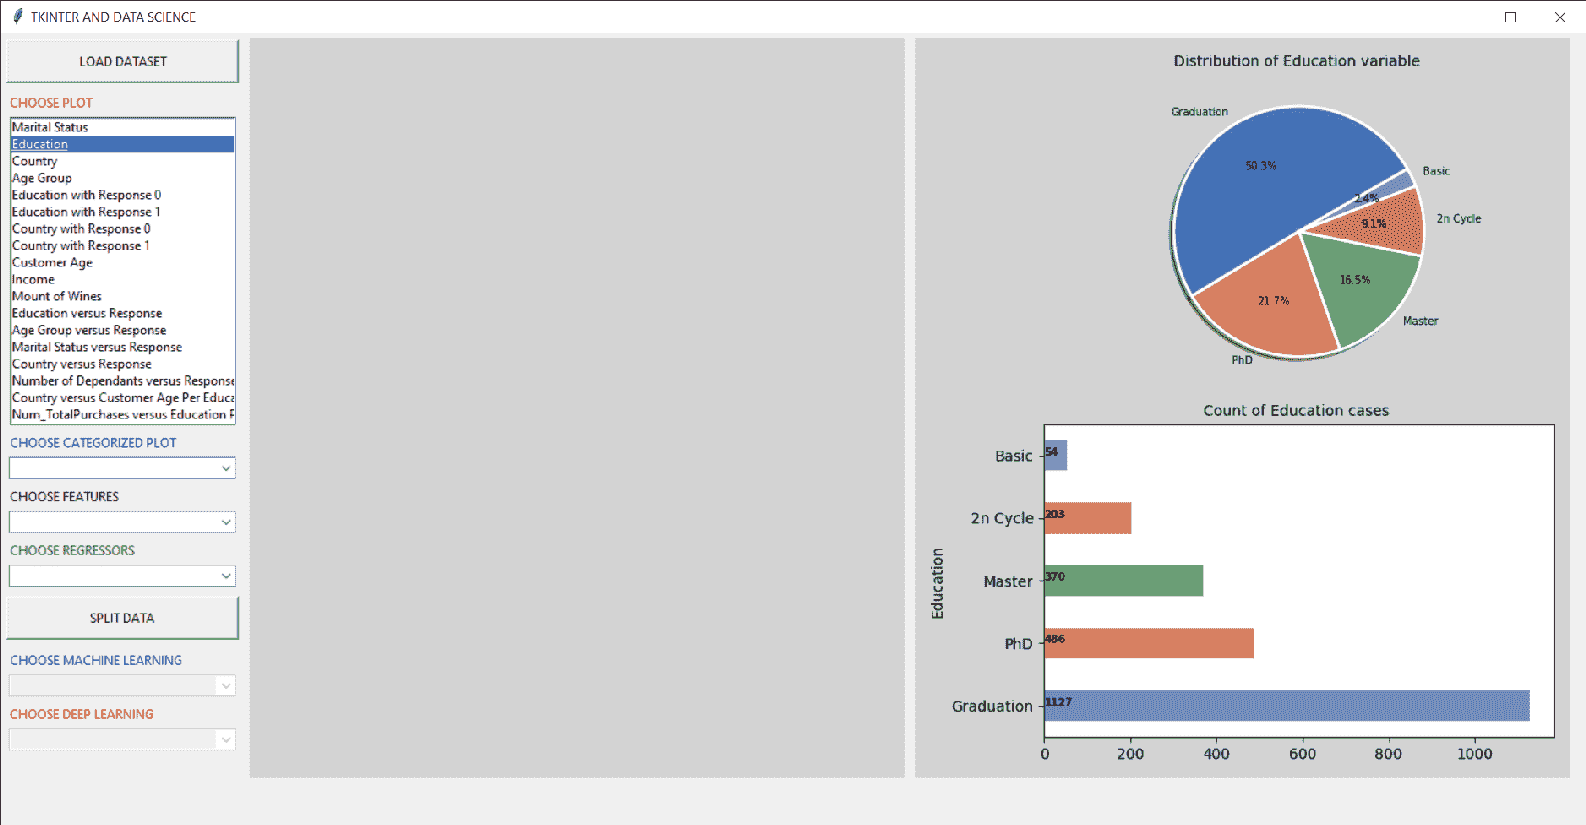 TKINTER AND DATA SCIENCE
LOAD DATASET
CHOOSE PLOT
Marital Status
Education
Country
Age Group
Education with Response 0
Education with Response 1
Country with Response 0
Country with Response 1
Customer Age
Income
Mount of Wines
Education versus Response
Age Group versus Response
Marital Status versus Response
Country versus Response
Number of Dependants versus Response
Country versus Customer Age Per Educa
Num_TotalPurchases versus Education P
CHOOSE CATEGORIZED PLOT
CHOOSE FEATURES
CHOOSE REGRESSORS
SPLIT DATA
CHOOSE MACHINE LEARNING
CHOOSE DEEP LEARNING
Distribution of Education variable
Graduation
50.3%
Basic
2.4%
2n Cycle
9.1%
16.5%
Master
21.7%
PhD
Count of Education cases
Education
Basic
54
2n Cycle
203
Master
370
PhD
486
Graduation
1127
0 200 400 600 800 1000